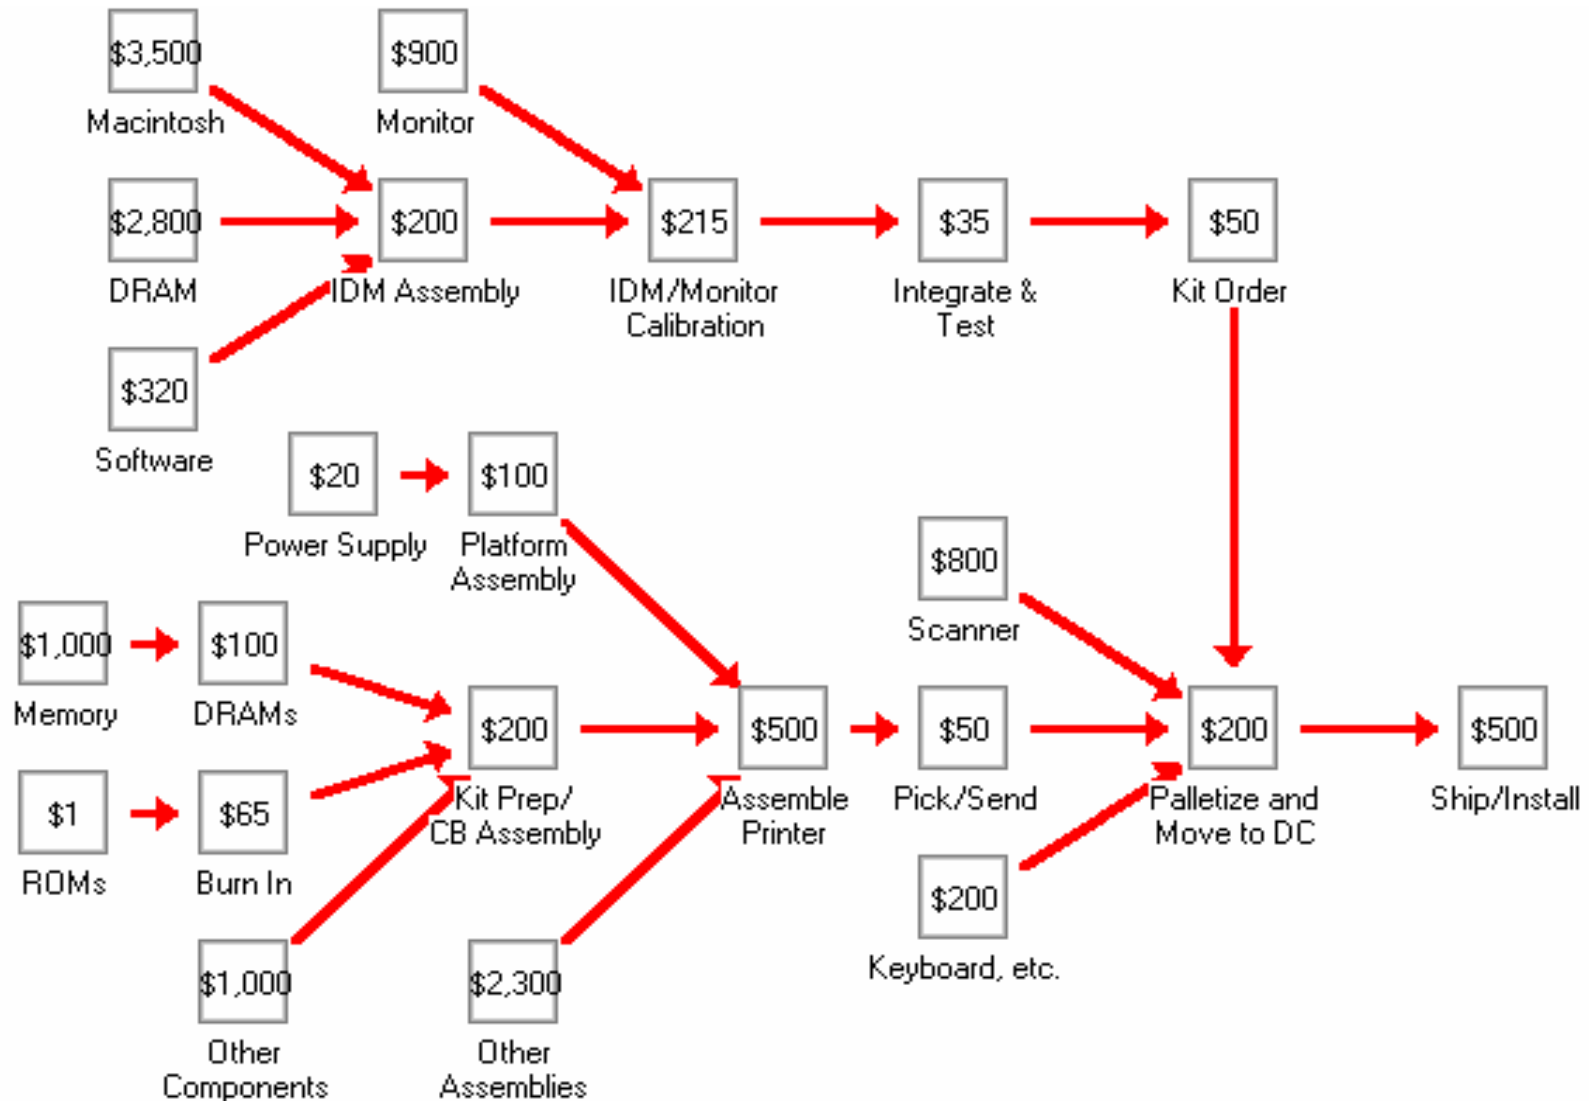 $3,500
Macintosh
$900
Monitor
$2,800
DRAM
$200
IDM Assembly
$215
IDM/Monitor
Calibration
$35
Integrate &
Test
$50
Kit Order
$320
Software
$20
Power Supply
$100
Platform
Assembly
$800
Scanner
$1,000
Memory
$100
DRAMs
$200
Kit Prep/
CB Assembly
$500
Assemble
Printer
$50
Pick/Send
$200
Palletize and
Move to DC
$500
Ship/Install
$1
ROMs
$65
Burn In
$200
Keyboard, etc.
$1,000
Other
Components
$2,300
Other
Assemblies